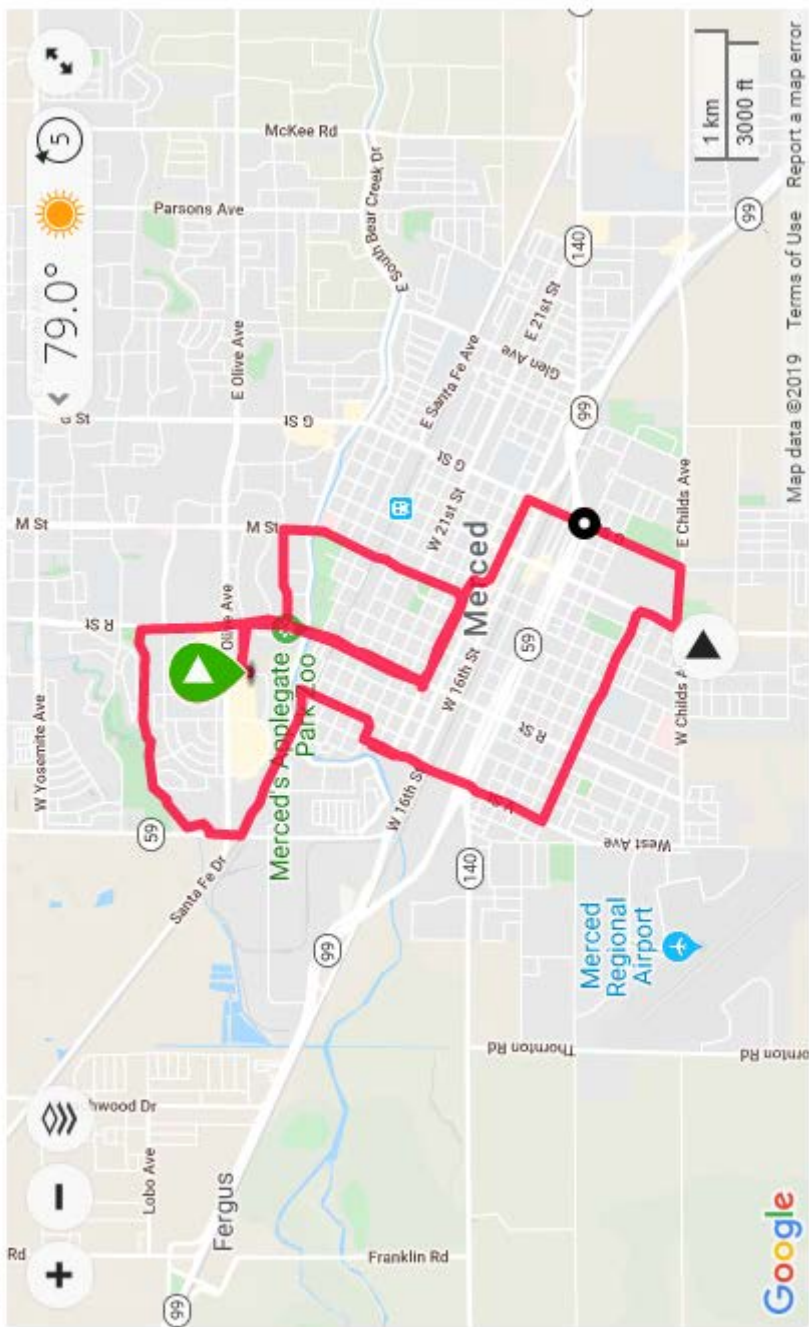 79.0°
5
W Yosemite Ave
59
R St
M St
G St
Parsons Ave
McKee Rd
Santa Fe Dr
Olive Ave
E Olive Ave
Rd
Lobo Ave
99
Fergus
99
Merced's Applegate
Park Zoo
E South Bear Creek Dr
Franklin Rd
W 16th St
W 21st St
G St
E Santa Fe Ave
140
W 16th St
Merced
59
R St
V St
West Ave
99
140
Glen Ave
E 21st St
Thornton Rd
Merced
Regional
Airport
W Childs
E Childs Ave
99
Thornton Rd
1 km
3000 ft
Google
Map data ©2019
Terms of Use
Report a map error